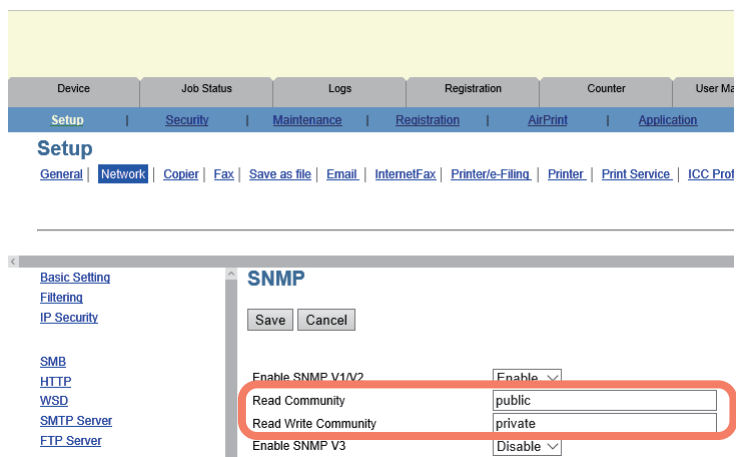 Device Job Status Logs Registration Counter User Ma
Setup | Security | Maintenance | Registration | AirPrint | Application
Setup
General | Network | Copier | Fax | Save as file | Email | InternetFax | Printer/e-Filing | Printer | Print Service | ICC Prof
Basic Setting
Filtering
IP Security
SMB
HTTP
WSD
SMTP Server
FTP Server
SNMP
Save Cancel
Enable SNMP V1/V2 Enable
Read Community public
Read Write Community private
Enable SNMP V3 Disable